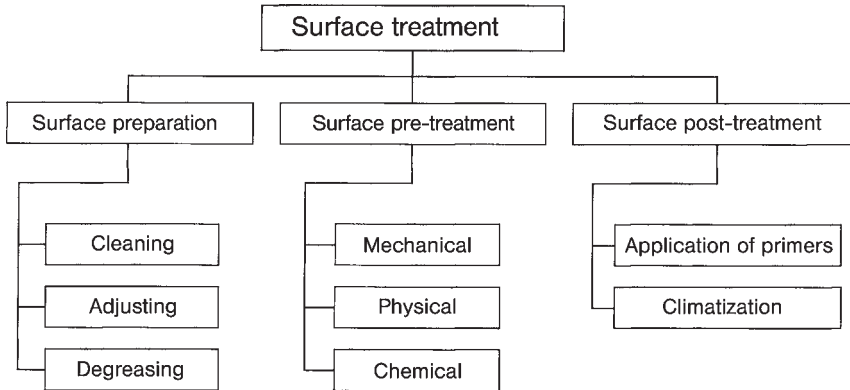 Surface treatment
Surface preparation
Surface pre-treatment
Surface post-treatment
Cleaning
Adjusting
Degreasing
Mechanical
Physical
Chemical
Application of primers
Climatization